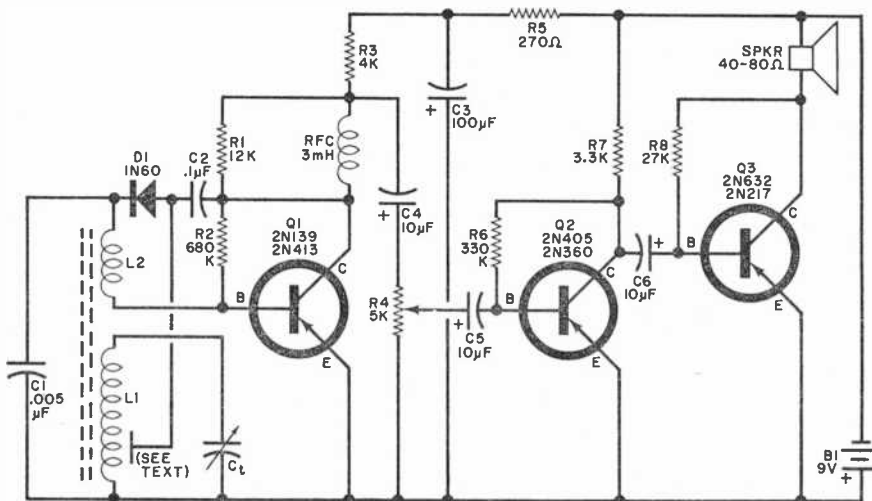 R3
4K
R5
270Ω
SPKR
40-80Ω
+
C3
100µF
D1
1N60
C2
.1µF
R1
12K
RFC
3mH
R7
3.3K
R8
27K
Q3
2N632
2N217
C
B
E
+
C4
10µF
L2
R2
680
K
Q1
2N139
2N413
C
B
E
R6
330
K
Q2
2N405
2N360
C
B
E
+
C6
10µF
R4
5K
+
C5
10µF
C1
.005
µF
L1
(SEE
TEXT)
Ct
B1
9V
+